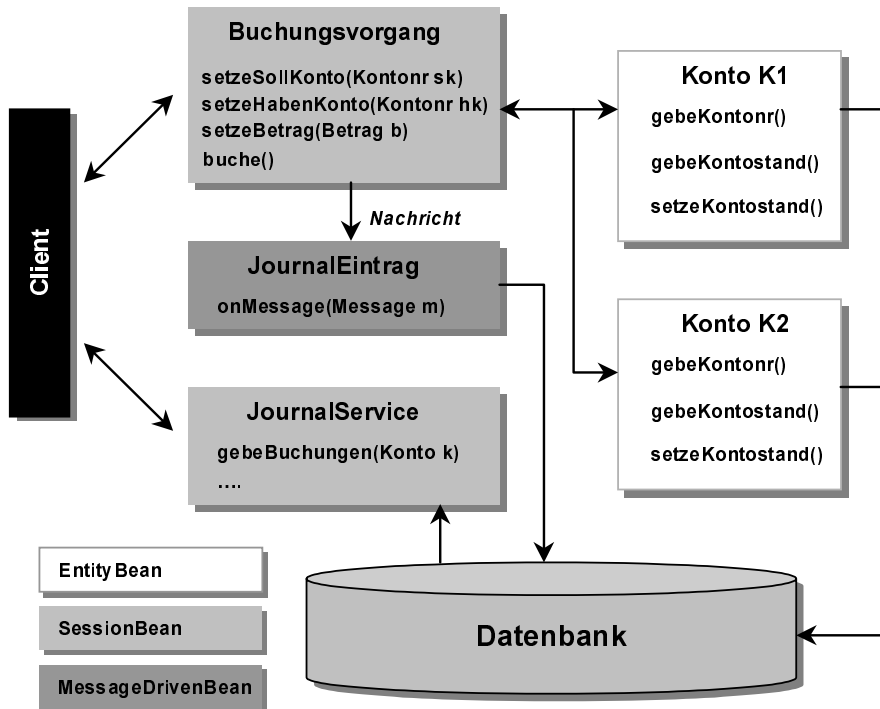 Buchungsvorgang
setzeSollKonto(Kontonr sk)
setzeHabenKonto(Kontonr hk)
setzeBetrag(Betrag b)
buche()
Nachricht
JournalEintrag
onMessage(Message m)
JournalService
gebeBuchungen(Konto k)
....
Client
Konto K1
gebeKontonr()
gebeKontostand()
setzeKontostand()
Konto K2
gebeKontonr()
gebeKontostand()
setzeKontostand()
EntityBean
SessionBean
MessageDrivenBean
Datenbank